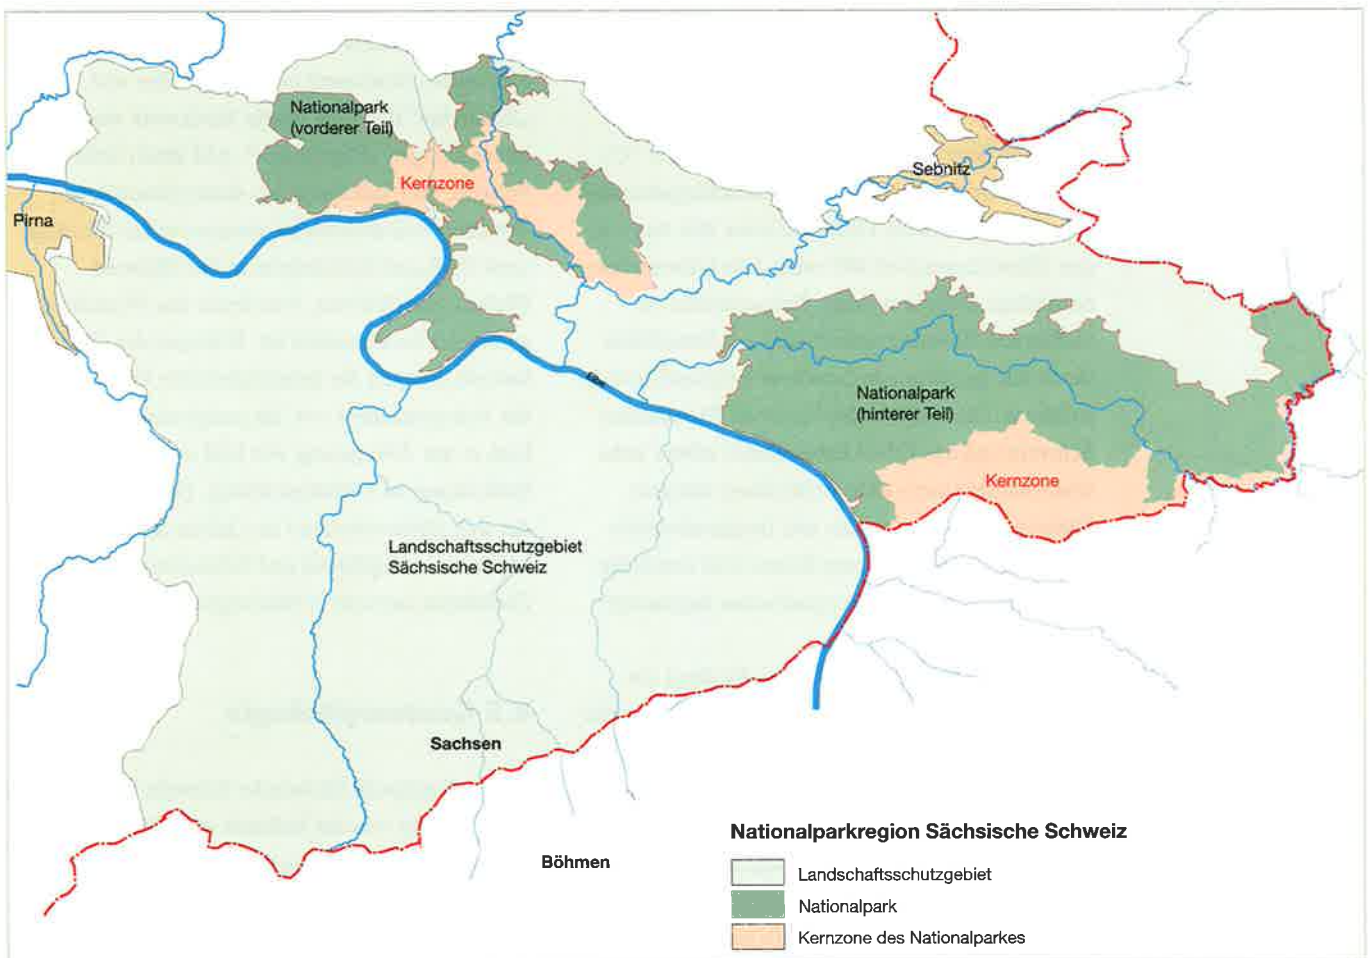 Nationalpark
(vorderer Teil)
Kernzone
Sebnitz
Pirna
Elbe
Nationalpark
(hinterer Teil)
Kernzone
Landschaftsschutzgebiet
Sächsische Schweiz
Sachsen
Böhmen
Nationalparkregion Sächsische Schweiz
Landschaftsschutzgebiet
Nationalpark
Kernzone des Nationalparkes